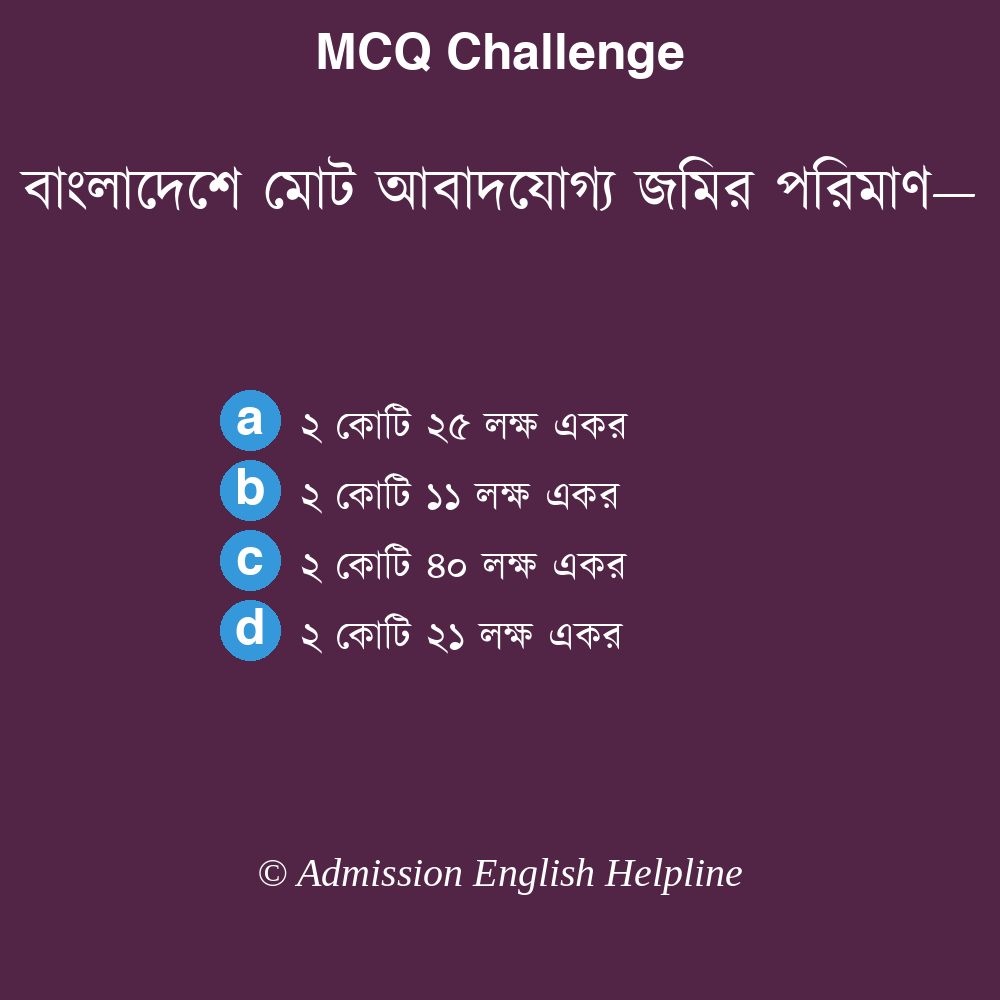 MCQ Challenge
বাংলাদেশে মোট আবাদযোগ্য জমির পরিমাণ—
a ২ কোটি ২৫ লক্ষ একর
b ২ কোটি ১১ লক্ষ একর
c ২ কোটি ৪০ লক্ষ একর
d ২ কোটি ২১ লক্ষ একর
© Admission English Helpline